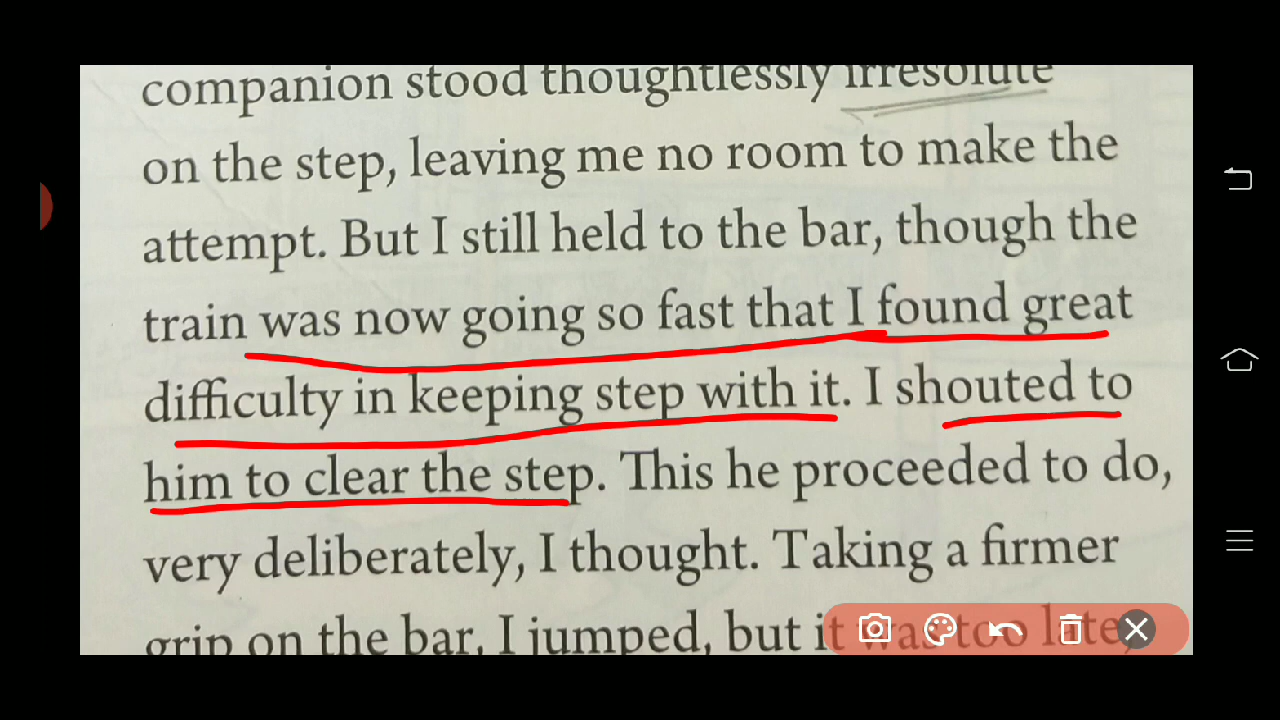 companion stood thoughtlessly irresolute
on the step, leaving me no room to make the
attempt. But I still held to the bar, though the
train was now going so fast that I found great
difficulty in keeping step with it. I shouted to
him to clear the step. This he proceeded to do,
very deliberately, I thought. Taking a firmer
grip on the bar, I jumped, but it was too late,